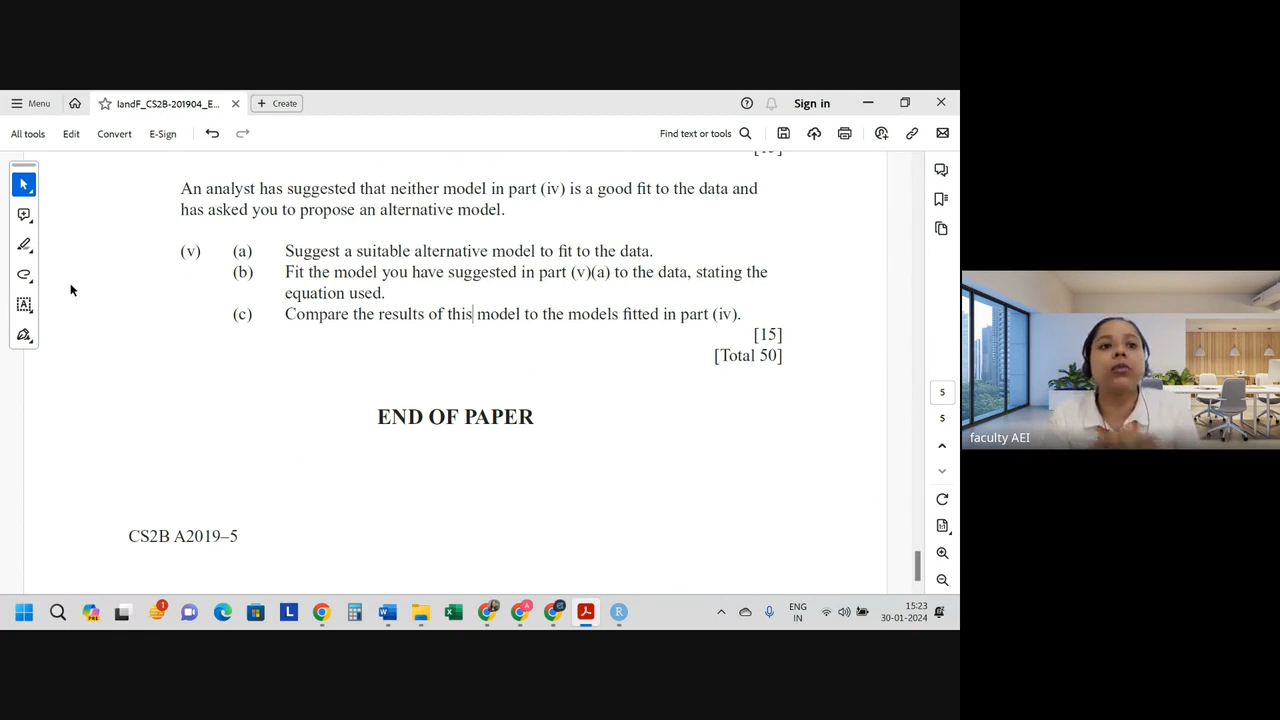 Menu
IandF_CS2B-201904_E...
Create
Sign in
All tools
Edit
Convert
E-Sign
Find text or tools
An analyst has suggested that neither model in part (iv) is a good fit to the data and
has asked you to propose an alternative model.
(v) (a) Suggest a suitable alternative model to fit to the data.
(b) Fit the model you have suggested in part (v)(a) to the data, stating the
equation used.
(c) Compare the results of this model to the models fitted in part (iv).
[15]
[Total 50]
END OF PAPER
CS2B A2019–5
5
5
faculty AEI
ENG
IN
15:23
30-01-2024